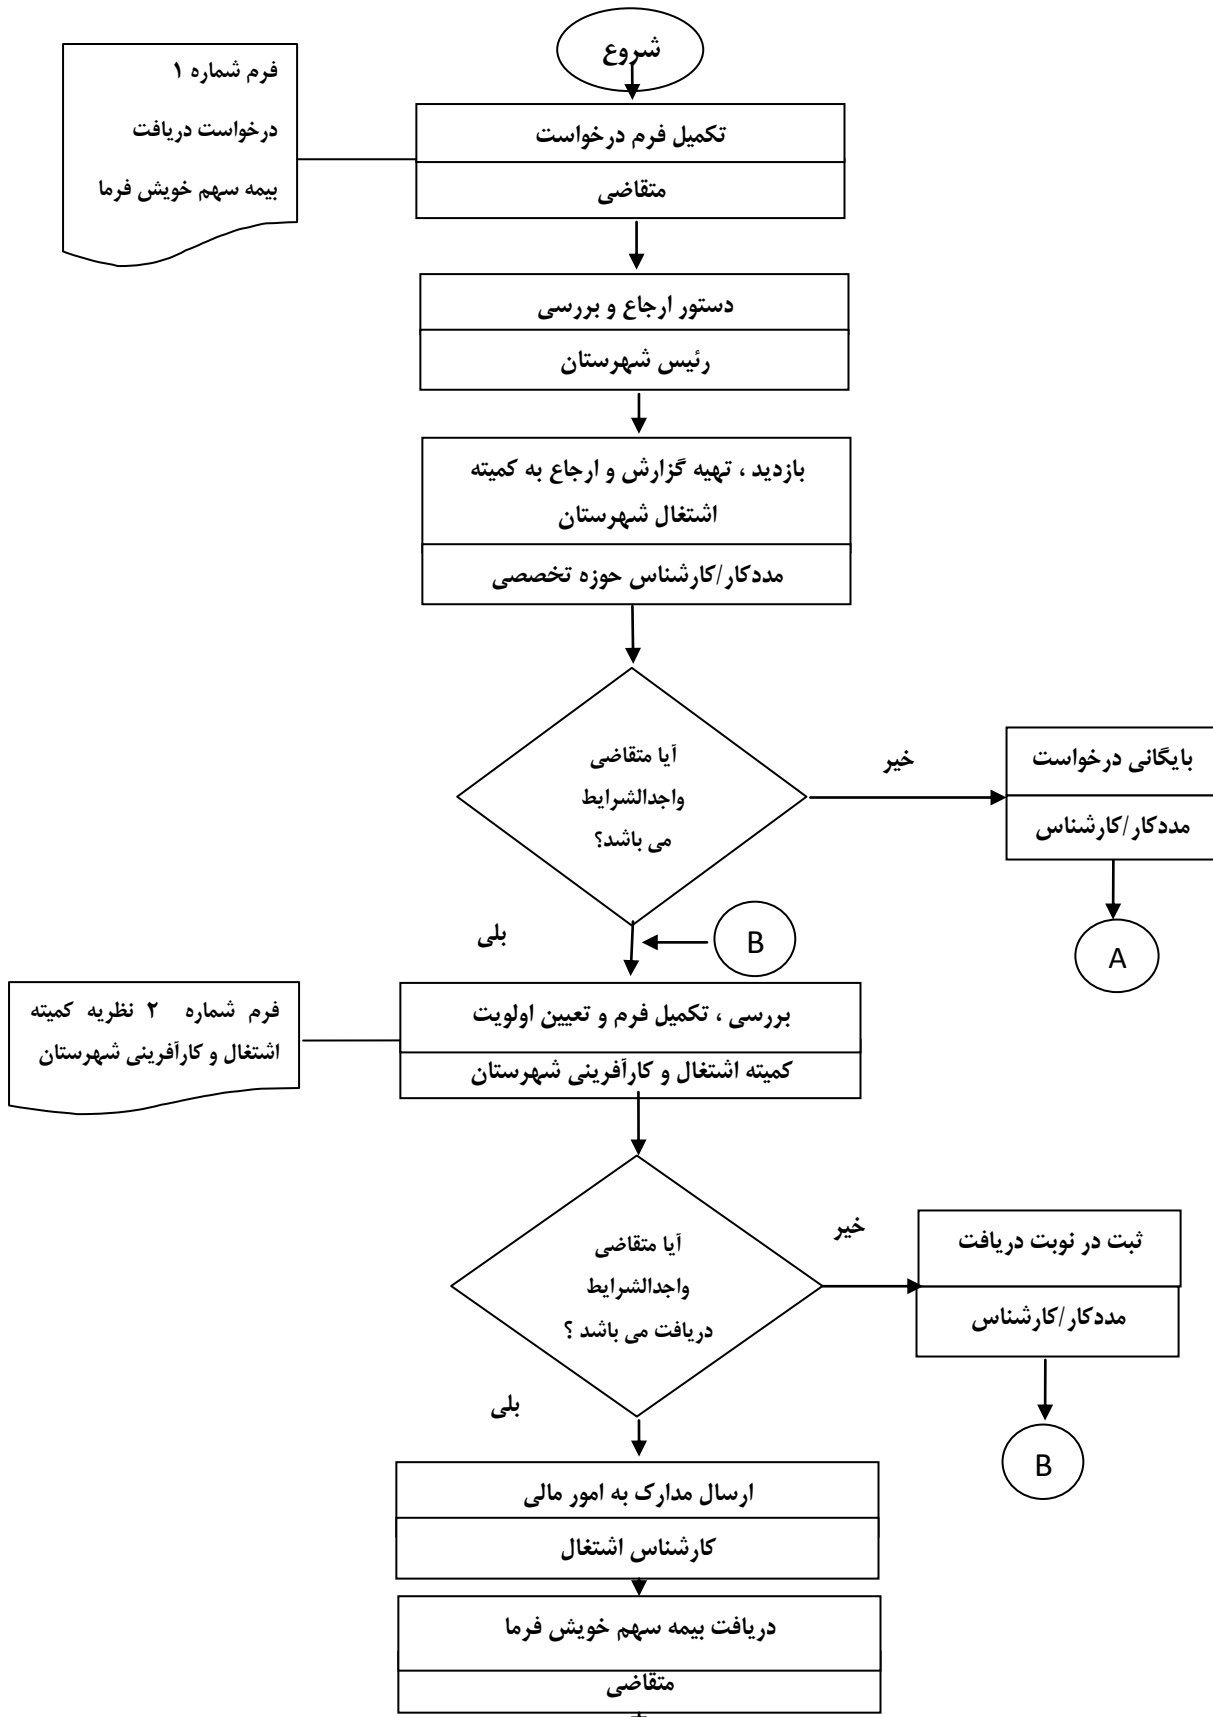 شروع
فرم شماره ۱
درخواست دریافت
بیمه سهم خویش فرما
تکمیل فرم درخواست
متقاضی
دستور ارجاع و بررسی
رئیس شهرستان
بازدید ، تهیه گزارش و ارجاع به کمیته
اشتغال شهرستان
مددکار/کارشناس حوزه تخصصی
آیا متقاضی
واجدالشرایط
می باشد؟
خیر
بایگانی درخواست
مددکار/کارشناس
A
بلی
B
فرم شماره ۲ نظریه کمیته
اشتغال و کارآفرینی شهرستان
بررسی ، تکمیل فرم و تعیین اولویت
کمیته اشتغال و کارآفرینی شهرستان
آیا متقاضی
واجدالشرایط
دریافت می باشد ؟
خیر
ثبت در نوبت دریافت
مددکار/کارشناس
B
بلی
ارسال مدارک به امور مالی
کارشناس اشتغال
دریافت بیمه سهم خویش فرما
متقاضی